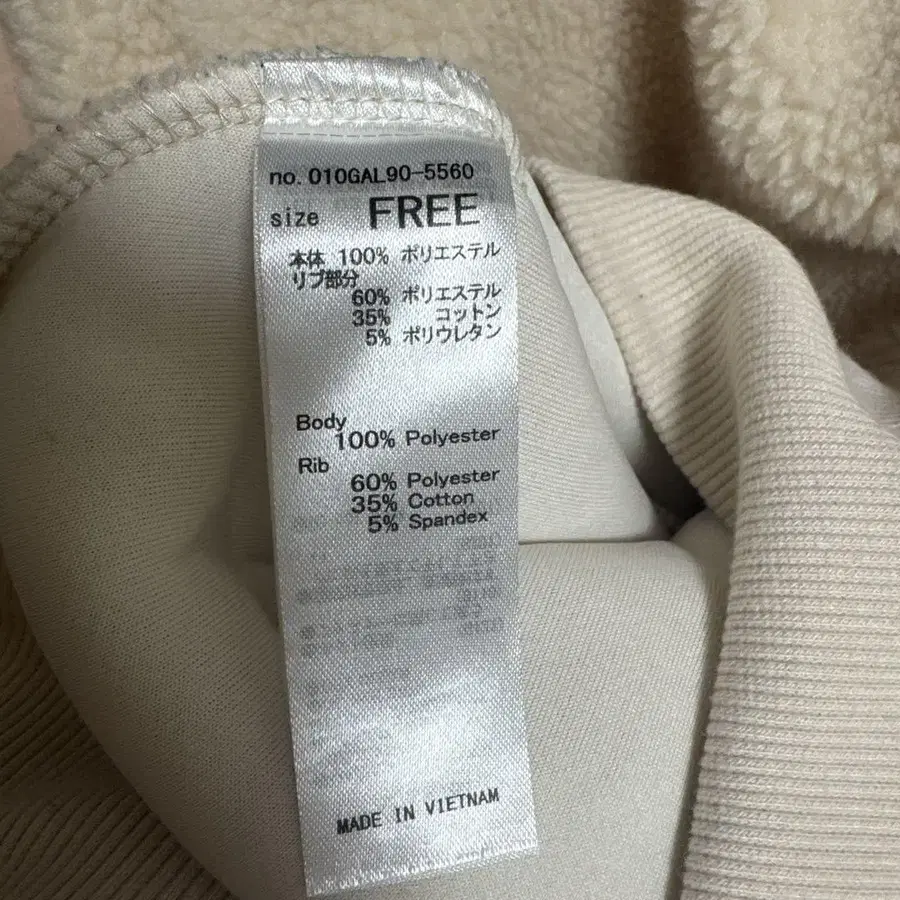 no. 010GAL90-5560
size FREE
本体 100% ポリエステル
リブ部分
60% ポリエステル
35% コットン
5% ポリウレタン
Body
100% Polyester
Rib
60% Polyester
35% Cotton
5% Spandex
MADE IN VIETNAM